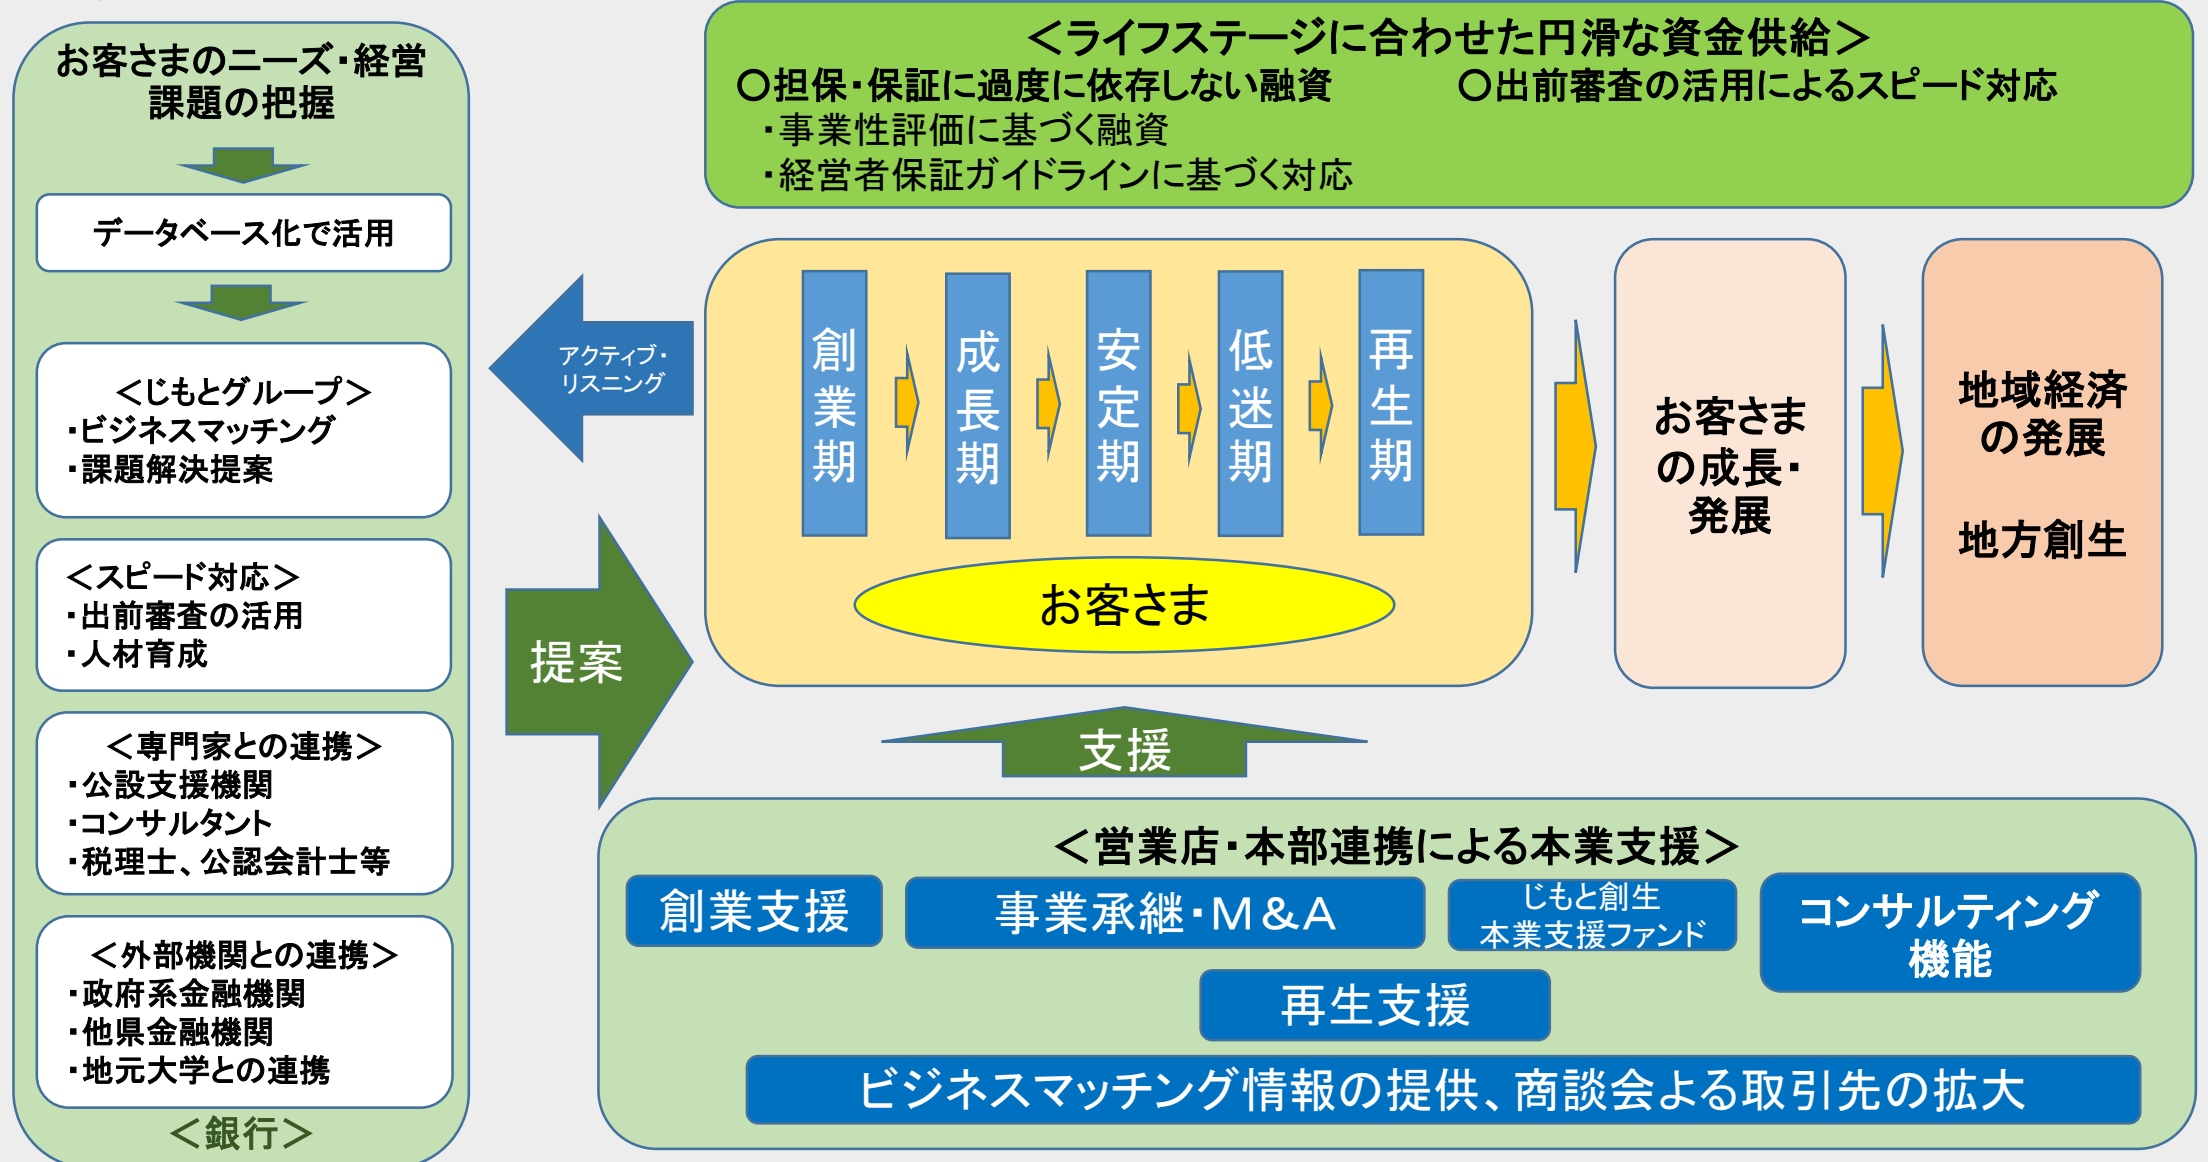 お客さまのニーズ・経営
課題の把握
データベース化で活用
＜じもとグループ＞
・ビジネスマッチング
・課題解決提案
＜スピード対応＞
・出前審査の活用
・人材育成
＜専門家との連携＞
・公設支援機関
・コンサルタント
・税理士、公認会計士等
＜外部機関との連携＞
・政府系金融機関
・他県金融機関
・地元大学との連携
＜銀行＞
＜ライフステージに合わせた円滑な資金供給＞
○担保・保証に過度に依存しない融資
○出前審査の活用によるスピード対応
・事業性評価に基づく融資
・経営者保証ガイドラインに基づく対応
アクティブ・
リスニング
提案
創業期
成長期
安定期
低迷期
再生期
お客さま
お客さま
の成長・
発展
地域経済
の発展
地方創生
支援
＜営業店・本部連携による本業支援＞
創業支援
事業承継・Ｍ＆Ａ
じもと創生
本業支援ファンド
コンサルティング
機能
再生支援
ビジネスマッチング情報の提供、商談会よる取引先の拡大